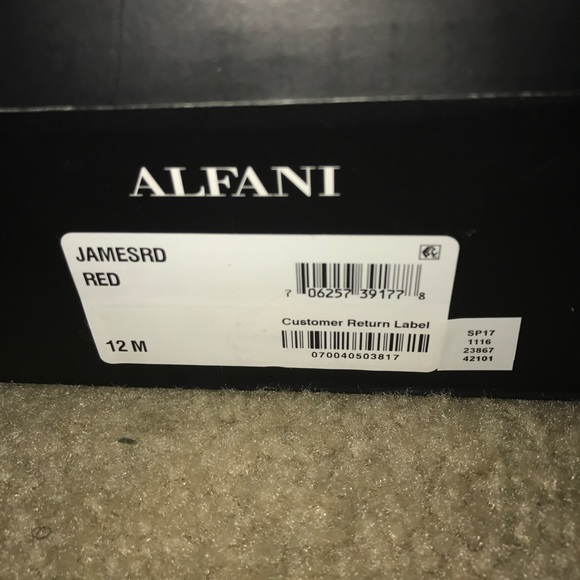 ALFANI
JAMESRD
RED
12 M
7 06257 39177 8
Customer Return Label
070040503817
SP17
1116
23867
42101